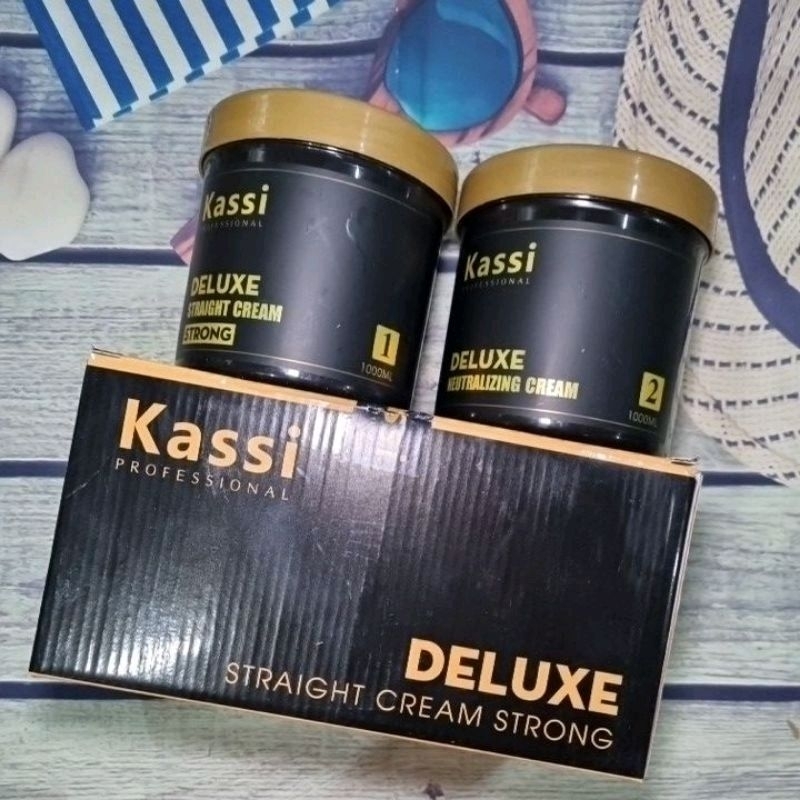 Kassi
PROFESSIONAL
DELUXE
STRAIGHT CREAM
STRONG
1
1000ML
Kassi
PROFESSIONAL
DELUXE
NEUTRALIZING CREAM
2
1000ML
Kassi
PROFESSIONAL
DELUXE
STRAIGHT CREAM STRONG